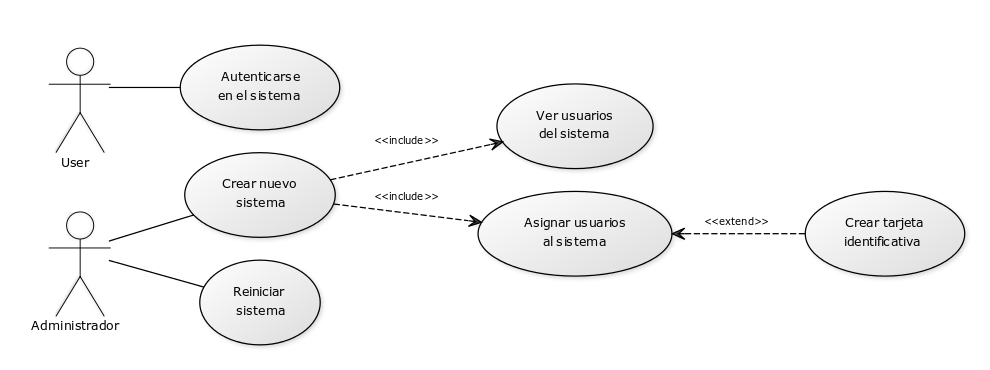 Autenticarse
en el sistema
User
Ver usuarios
del sistema
<<include>>
Crear nuevo
sistema
<<include>>
Asignar usuarios
al sistema
<<extend>>
Crear tarjeta
identificativa
Reiniciar
sistema
Administrador